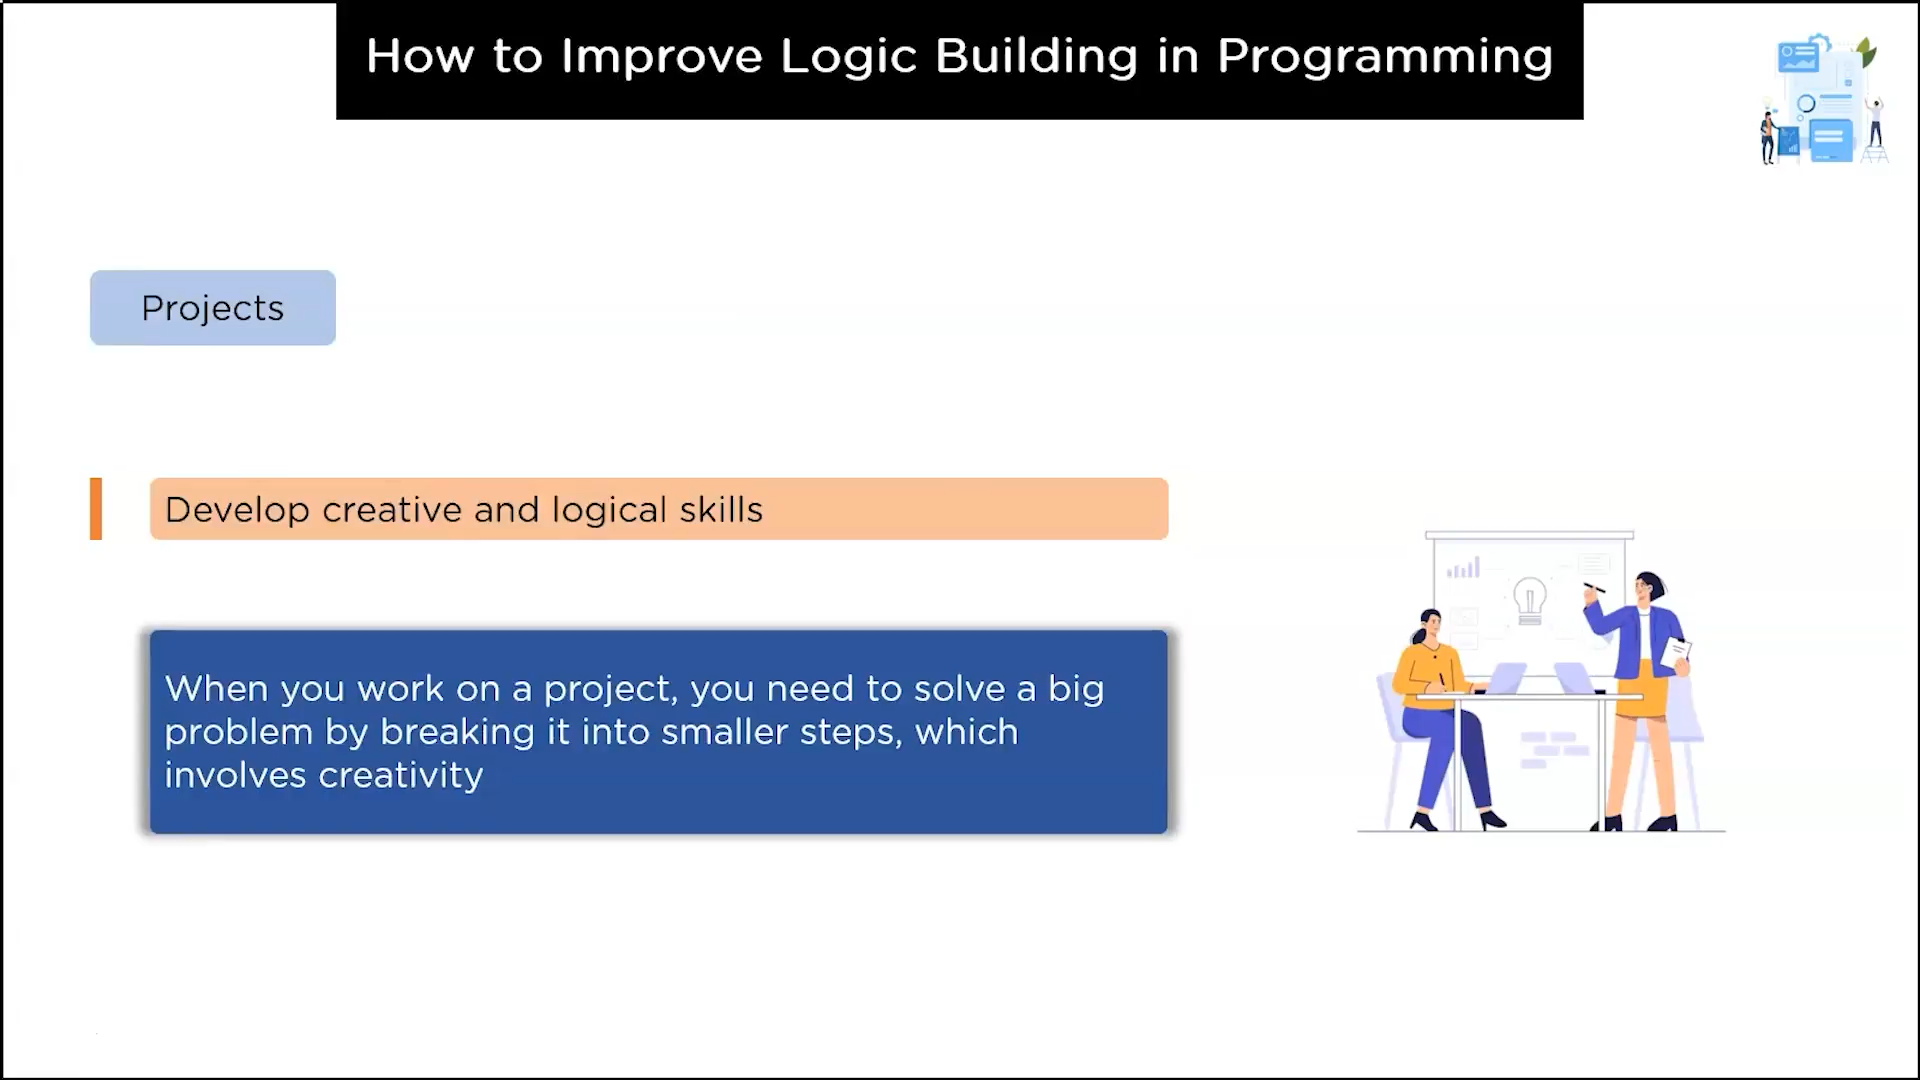 How to Improve Logic Building in Programming
Projects
Develop creative and logical skills
When you work on a project, you need to solve a big
problem by breaking it into smaller steps, which
involves creativity